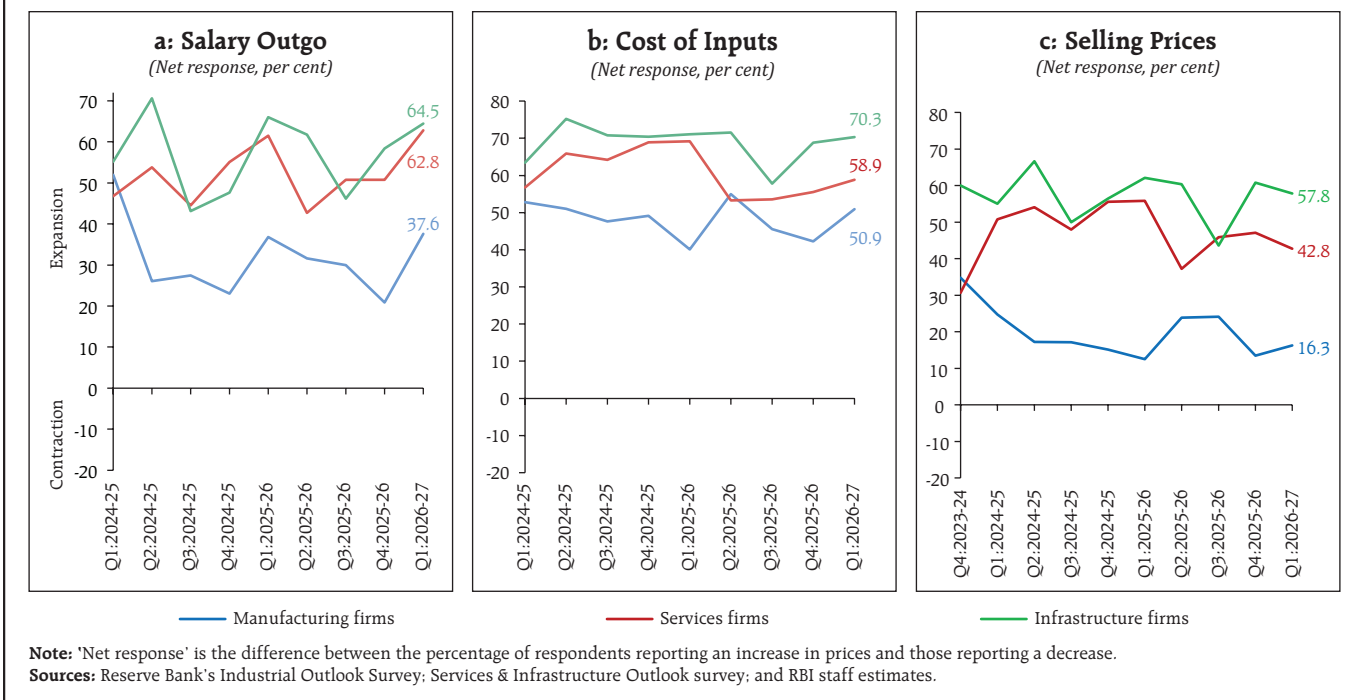 a: Salary Outgo
(Net response, per cent)
70
60
50
40
30
20
10
0
-10
-20
Expansion
Contraction
64.5
62.8
37.6
Q1:2024-25
Q2:2024-25
Q3:2024-25
Q4:2024-25
Q1:2025-26
Q2:2025-26
Q3:2025-26
Q4:2025-26
Q1:2026-27
b: Cost of Inputs
(Net response, per cent)
80
70
60
50
40
30
20
10
0
-10
-20
70.3
58.9
50.9
Q1:2024-25
Q2:2024-25
Q3:2024-25
Q4:2024-25
Q1:2025-26
Q2:2025-26
Q3:2025-26
Q4:2025-26
Q1:2026-27
c: Selling Prices
(Net response, per cent)
80
70
60
50
40
30
20
10
0
-10
-20
57.8
42.8
16.3
Q4:2023-24
Q1:2024-25
Q2:2024-25
Q3:2024-25
Q4:2024-25
Q1:2025-26
Q2:2025-26
Q3:2025-26
Q4:2025-26
Q1:2026-27
Manufacturing firms
Services firms
Infrastructure firms
Note: 'Net response' is the difference between the percentage of respondents reporting an increase in prices and those reporting a decrease.
Sources: Reserve Bank's Industrial Outlook Survey; Services & Infrastructure Outlook survey; and RBI staff estimates.